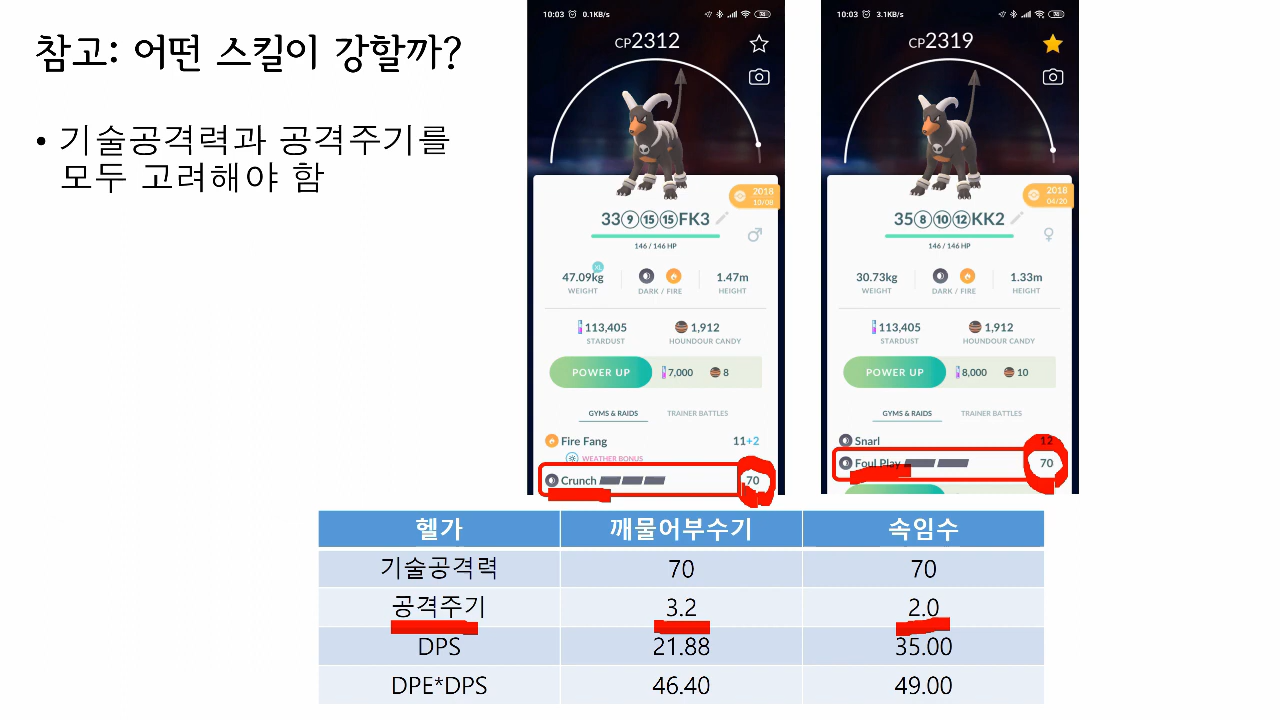 참고: 어떤 스킬이 강할까?
• 기술공격력과 공격주기를
모두 고려해야 함
10:03 0.1KB/s 78
CP2312
2018
10/08
33⑨⑮⑮FK3
146 / 146 HP
XL
47.09kg
WEIGHT
DARK / FIRE
1.47m
HEIGHT
113,405
STARDUST
1,912
HOUNDOUR CANDY
POWER UP 7,000 8
GYMS & RAIDS TRAINER BATTLES
Fire Fang 11+2
WEATHER BONUS
Crunch 70
10:03 3.1KB/s 78
CP2319
2018
04/20
35⑧⑩⑫KK2
146 / 146 HP
30.73kg
WEIGHT
DARK / FIRE
1.33m
HEIGHT
113,405
STARDUST
1,912
HOUNDOUR CANDY
POWER UP 8,000 10
GYMS & RAIDS TRAINER BATTLES
Snarl 12
Foul Play 70
헬가 깨물어부수기 속임수
기술공격력 70 70
공격주기 3.2 2.0
DPS 21.88 35.00
DPE*DPS 46.40 49.00